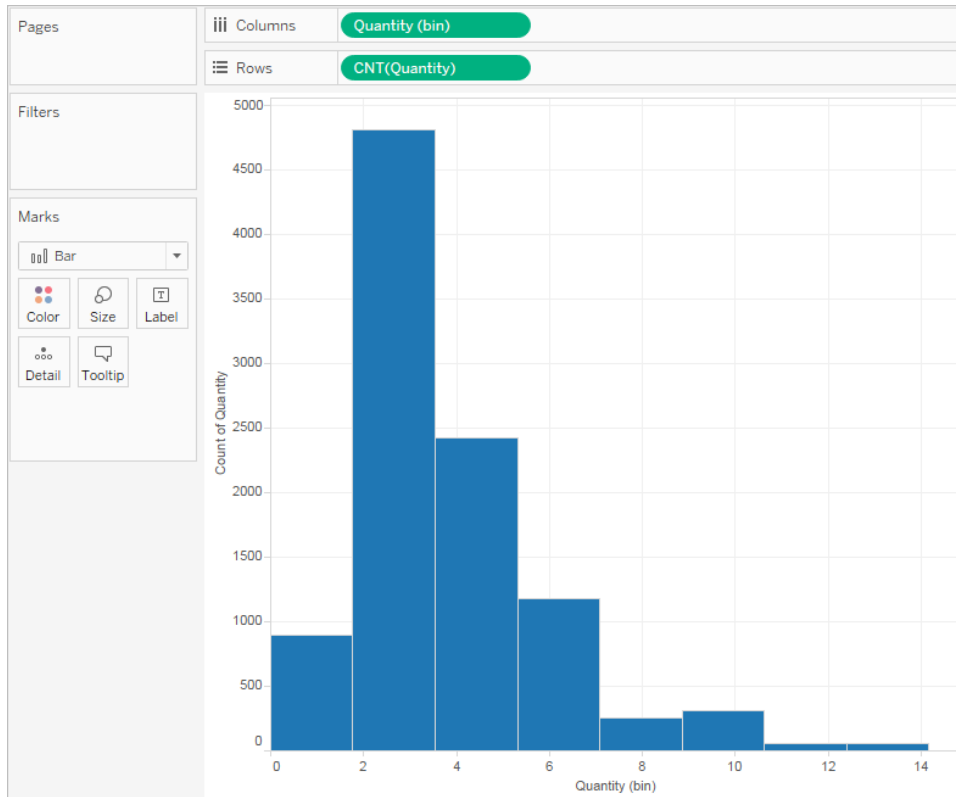 Pages
Columns
Quantity (bin)
Rows
CNT(Quantity)
Filters
Marks
Bar
Color
Size
T
Label
Detail
Tooltip
Count of Quantity
5000
4500
4000
3500
3000
2500
2000
1500
1000
500
0
0 2 4 6 8 10 12 14
Quantity (bin)